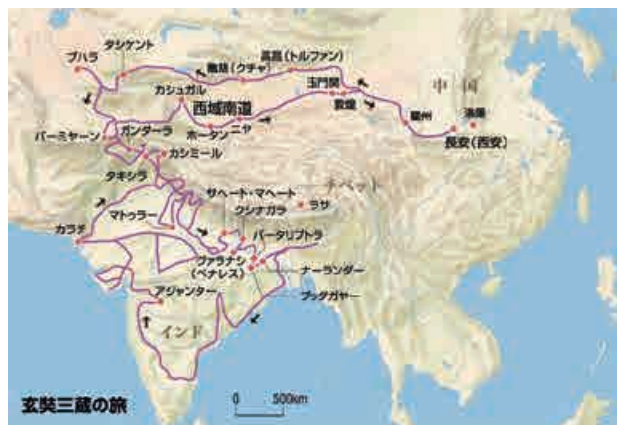 タシケント
ブハラ
亀茲(クチャ)
高昌(トルファン)
カシュガル
玉門関
敦煌
中国
西域南道
蘭州
洛陽
長安(西安)
ガンダーラ
バーミヤーン
ホータン
ニヤ
カシミール
タキシラ
チベット
サヘート・マヘート
ラサ
クシナガラ
マトゥラー
パータリプトラ
カラチ
ヴァラナシ
(ベナレス)
ナーランダー
ブッダガヤー
アジャンター
インド
0 500km
玄奘三蔵の旅